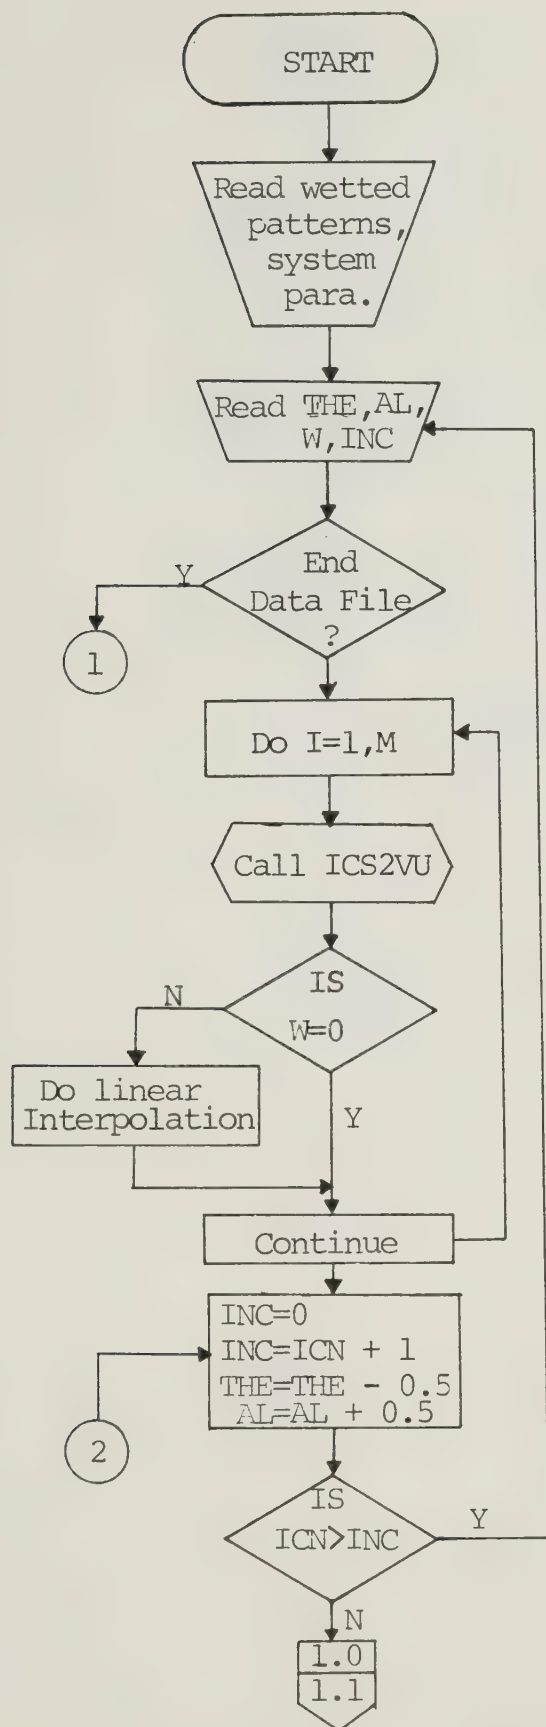 START
Read wetted
patterns,
system
para.
Read THE,AL,
W,INC
End
Data File
?
Y
1
Do I=1,M
Call ICS2VU
IS
W=0
N
Do linear
Interpolation
Y
Continue
INC=0
INC=ICN + 1
THE=THE - 0.5
AL=AL + 0.5
2
IS
ICN>INC
Y
N
1.0
1.1